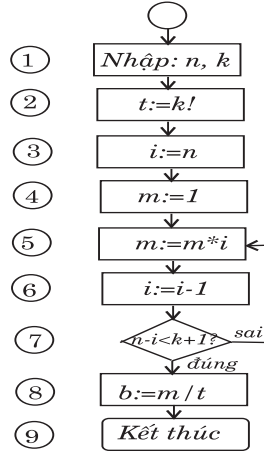 1 Nhập: n, k
2 t:=k!
3 i:=n
4 m:=1
5 m:=m*i
6 i:=i-1
7 n-i<k+1? sai
đúng
8 b:=m/t
9 Kết thúc